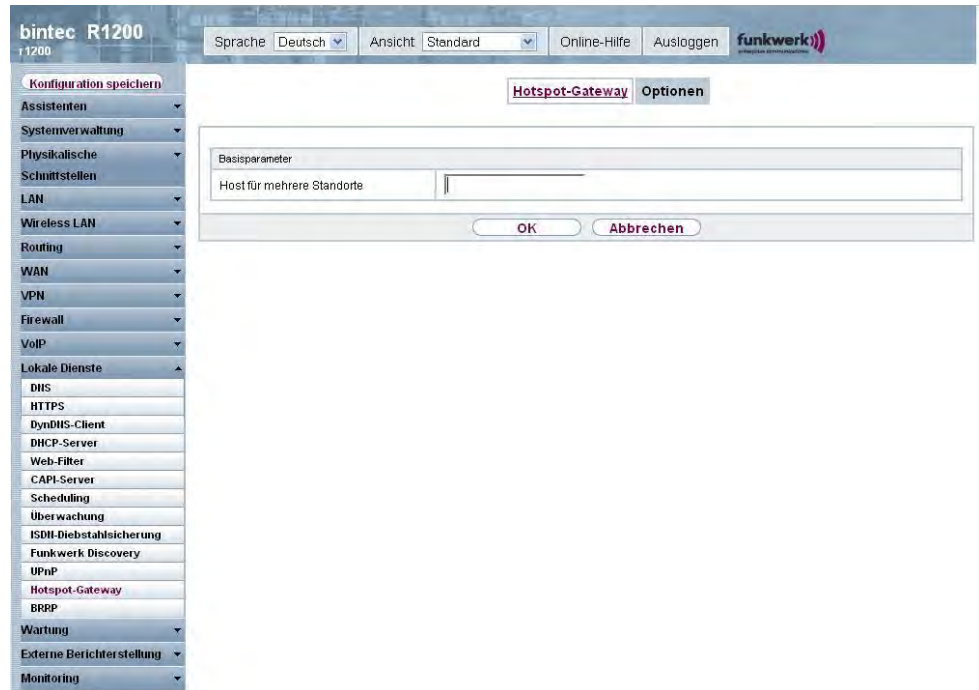 bintec R1200
r1200
Sprache Deutsch Ansicht Standard Online-Hilfe Ausloggen funkwerk
Konfiguration speichern
Assistenten
Systemverwaltung
Physikalische
Schnittstellen
LAN
Wireless LAN
Routing
WAN
VPN
Firewall
VoIP
Lokale Dienste
DNS
HTTPS
DynDNS-Client
DHCP-Server
Web-Filter
CAPI-Server
Scheduling
Überwachung
ISDN-Diebstahlsicherung
Funkwerk Discovery
UPnP
Hotspot-Gateway
BRRP
Wartung
Externe Berichterstellung
Monitoring
Hotspot-Gateway Optionen
Basisparameter
Host für mehrere Standorte
OK Abbrechen